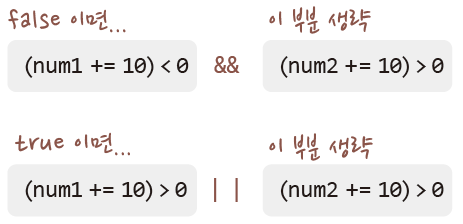 false 이면... 이 부분 생략
(num1 += 10) < 0 && (num2 += 10) > 0
true 이면... 이 부분 생략
(num1 += 10) > 0 || (num2 += 10) > 0